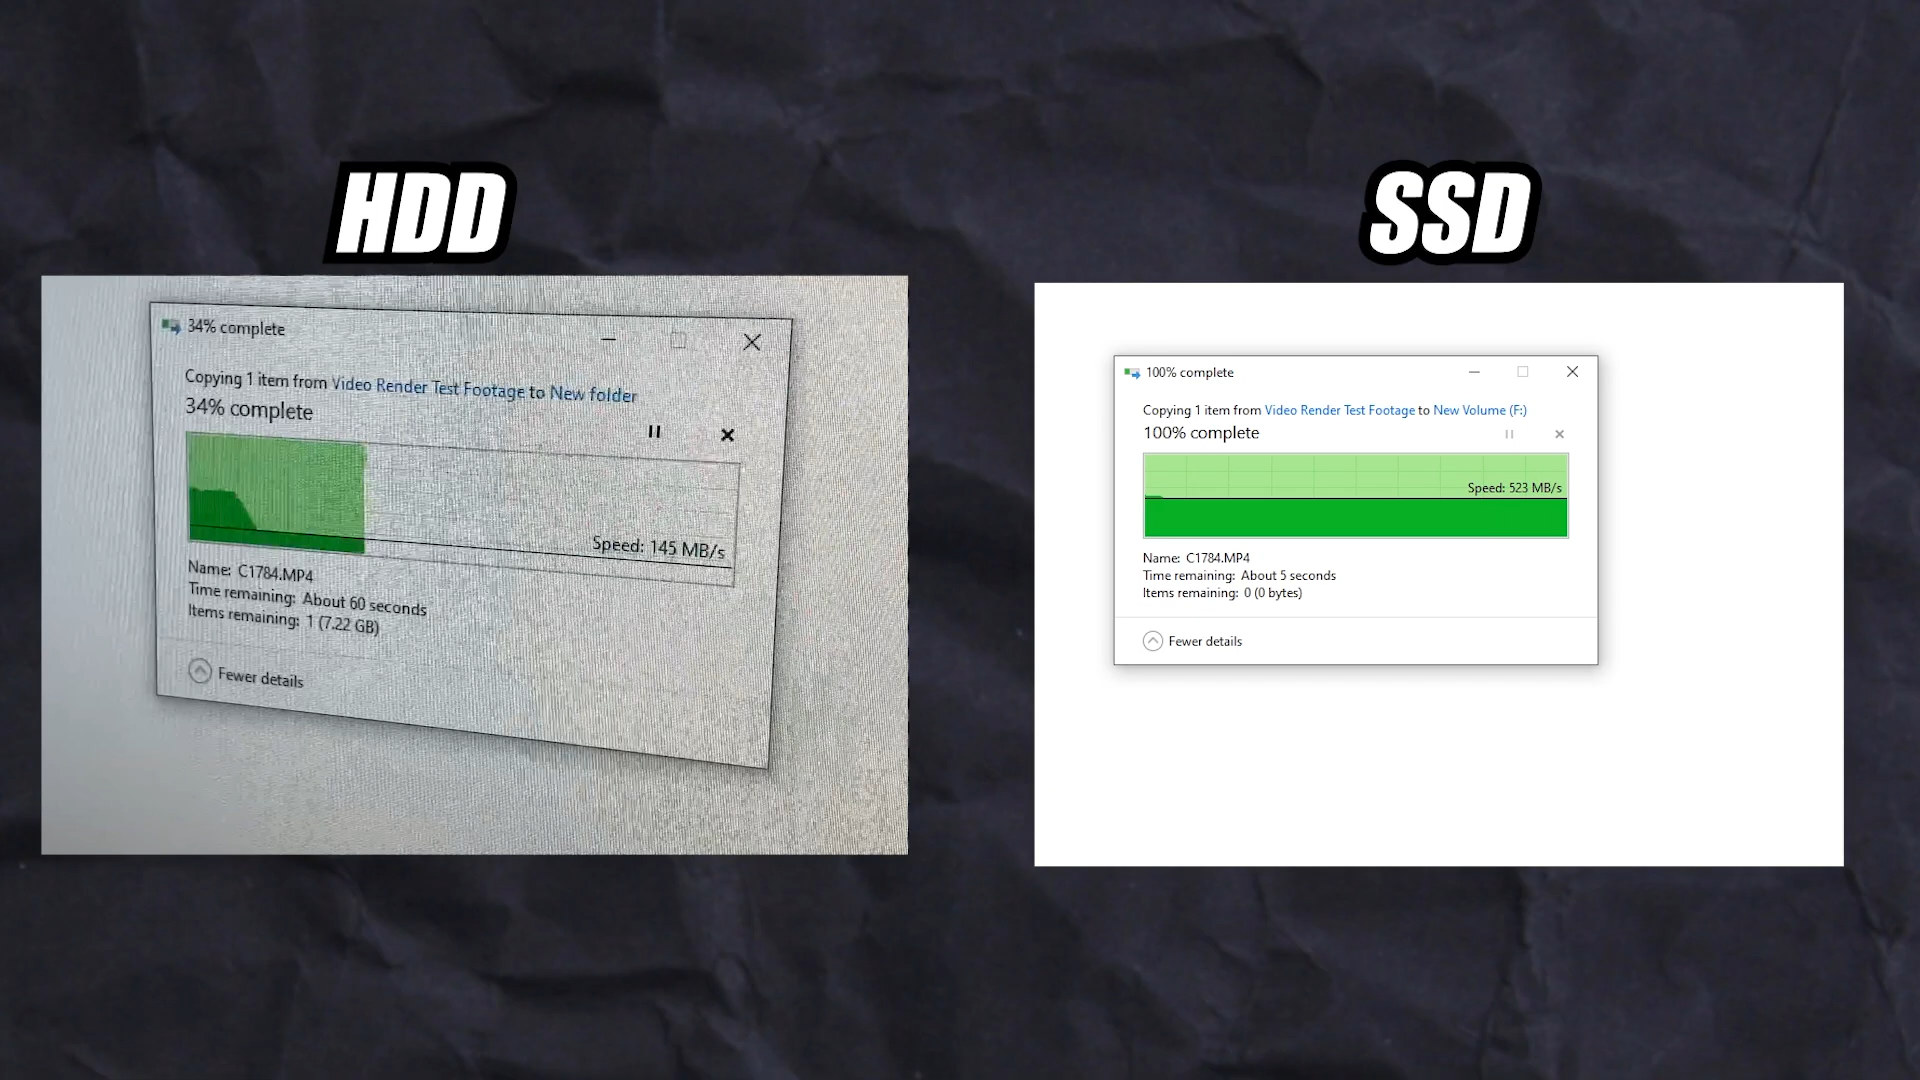 HDD
34% complete
Copying 1 item from Video Render Test Footage to New folder
34% complete
Speed: 145 MB/s
Name: C1784.MP4
Time remaining: About 60 seconds
Items remaining: 1 (7.22 GB)
Fewer details
SSD
100% complete
Copying 1 item from Video Render Test Footage to New Volume (F:)
100% complete
Speed: 523 MB/s
Name: C1784.MP4
Time remaining: About 5 seconds
Items remaining: 0 (0 bytes)
Fewer details